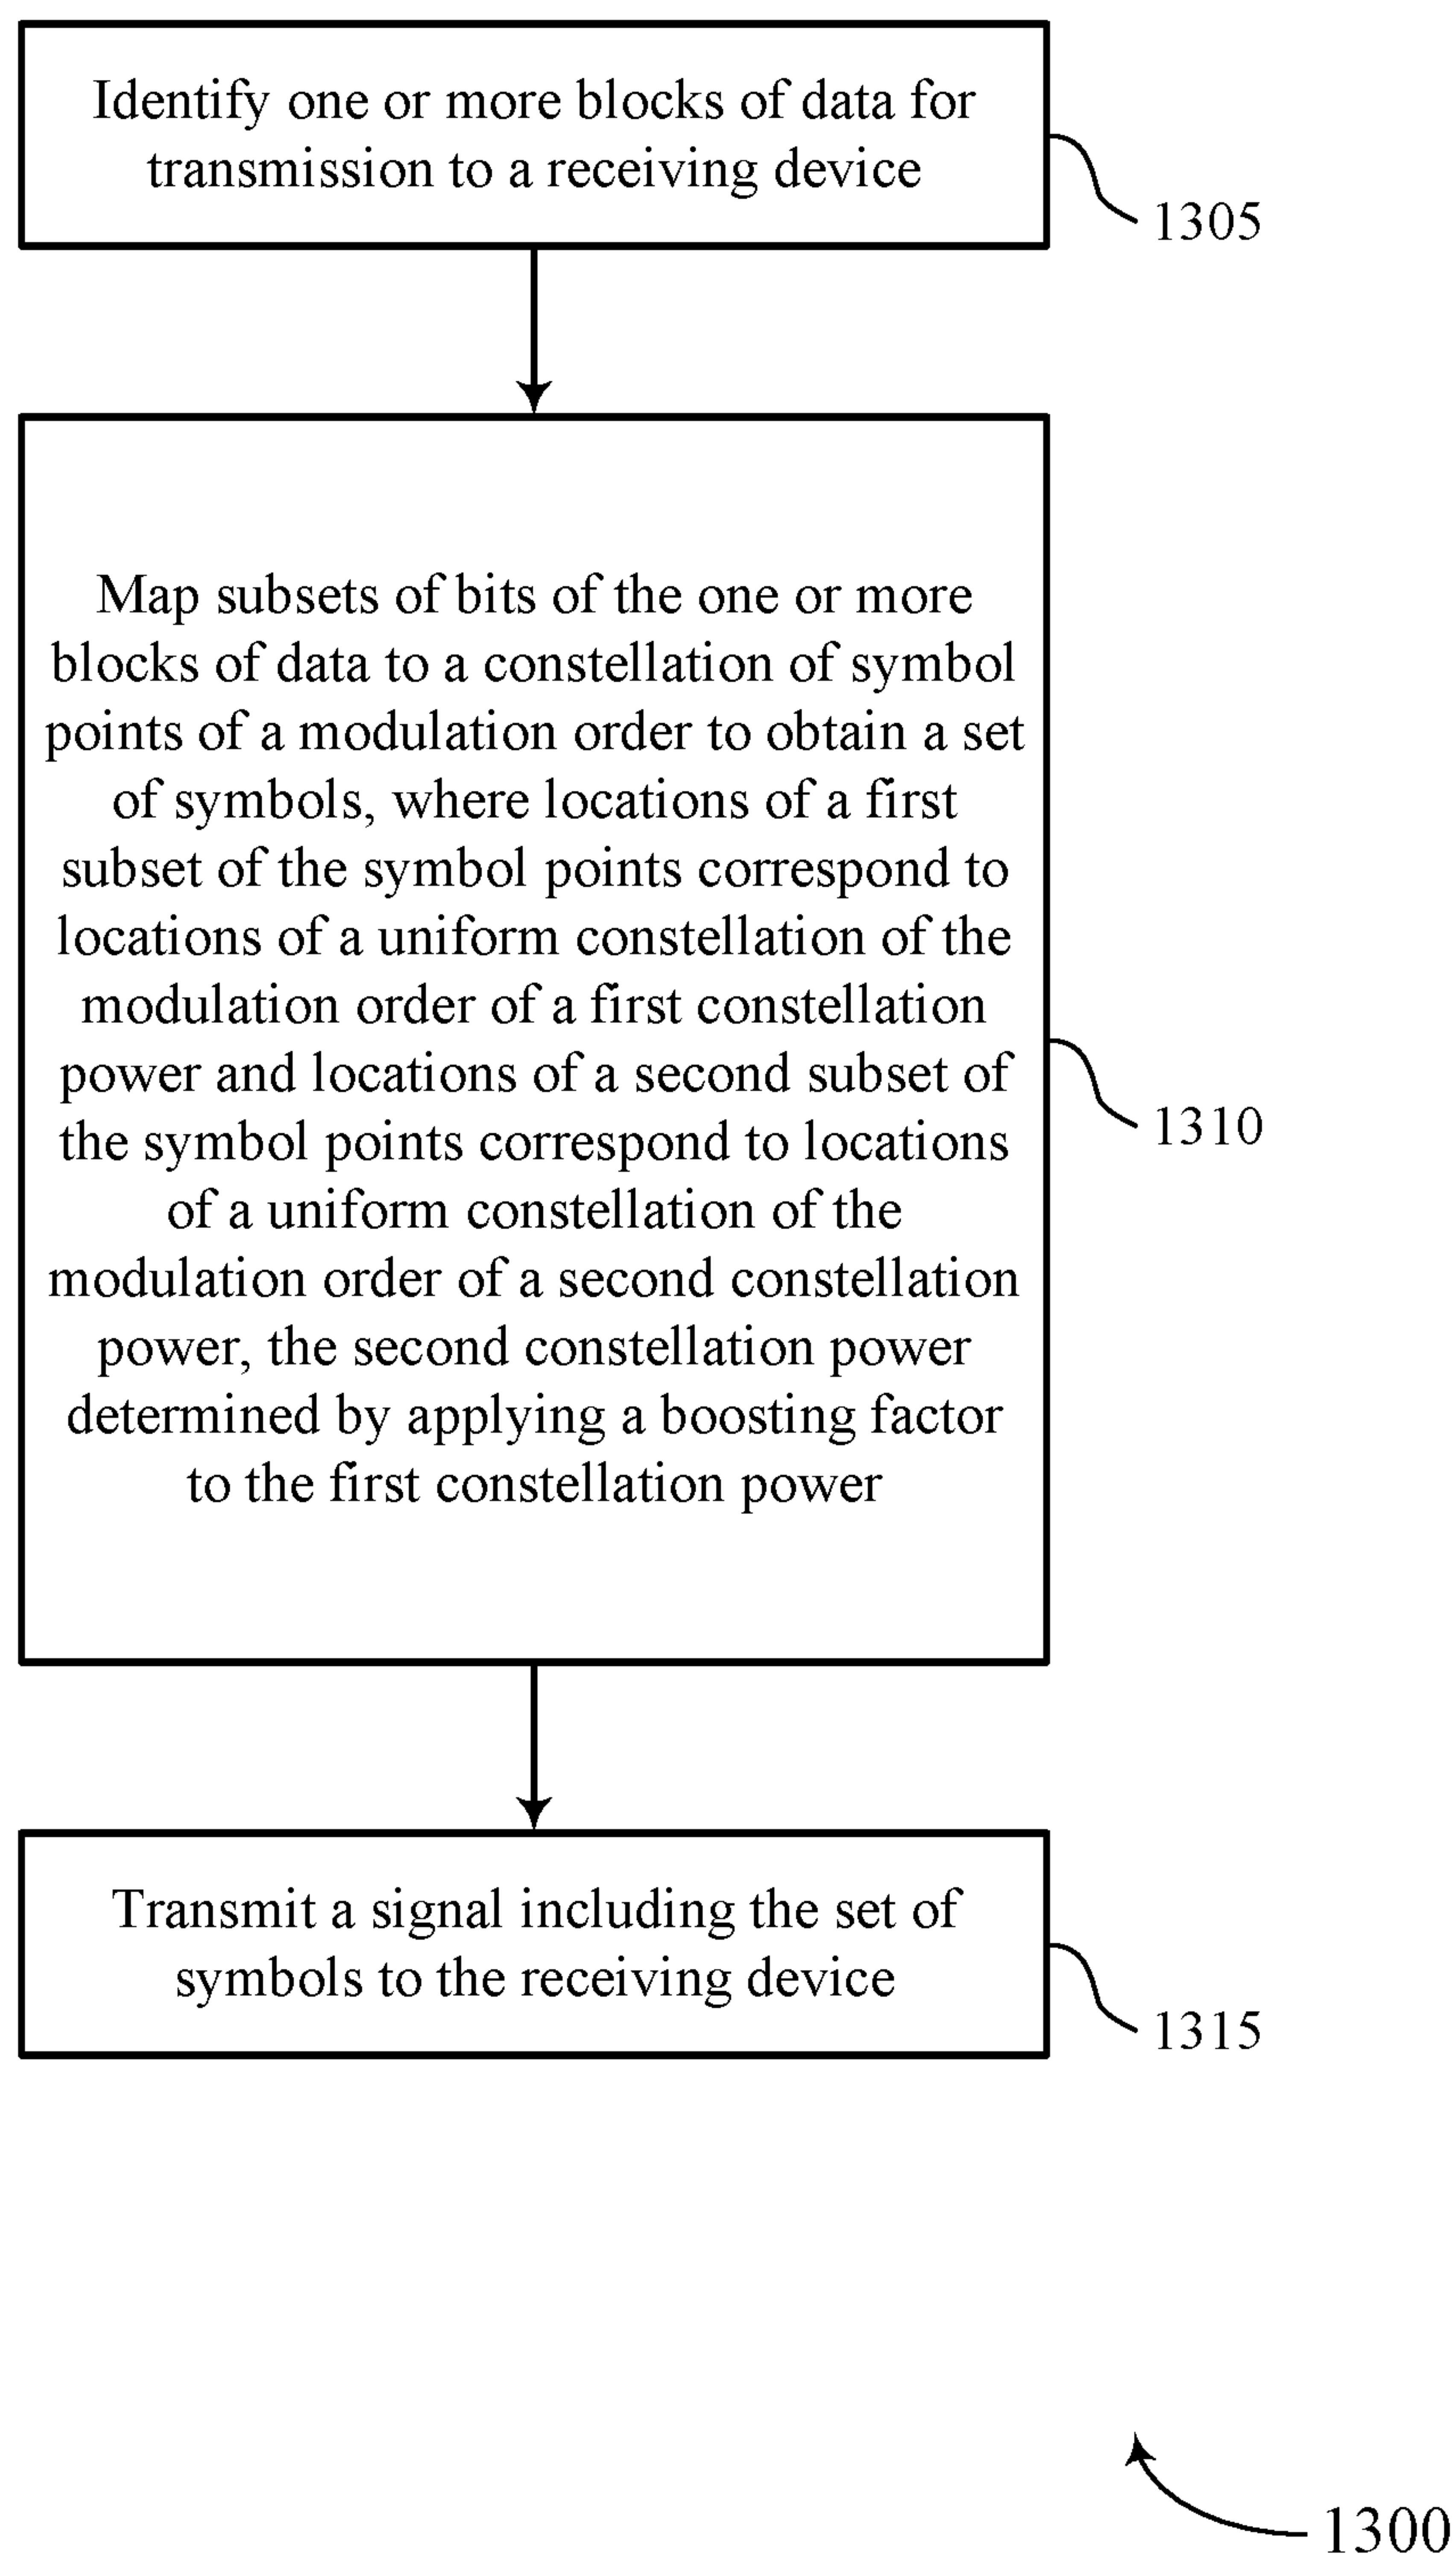 Identify one or more blocks of data for
transmission to a receiving device
1305
Map subsets of bits of the one or more
blocks of data to a constellation of symbol
points of a modulation order to obtain a set
of symbols, where locations of a first
subset of the symbol points correspond to
locations of a uniform constellation of the
modulation order of a first constellation
power and locations of a second subset of
the symbol points correspond to locations
of a uniform constellation of the
modulation order of a second constellation
power, the second constellation power
determined by applying a boosting factor
to the first constellation power
1310
Transmit a signal including the set of
symbols to the receiving device
1315
1300